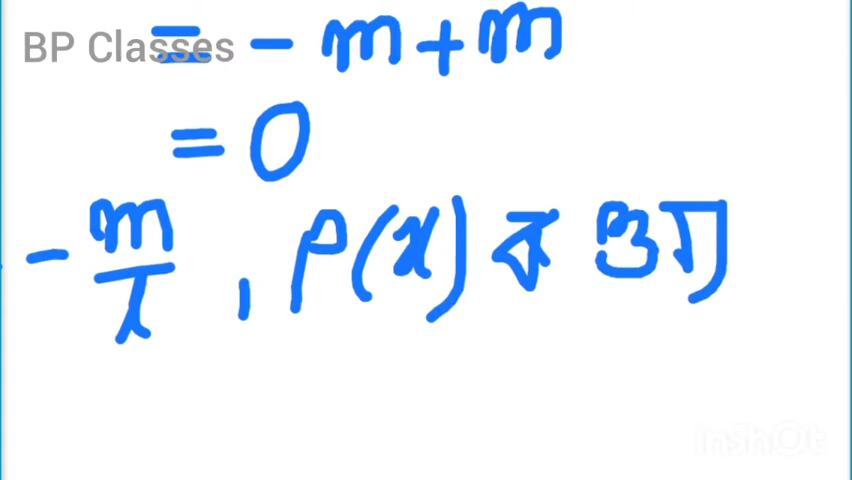 BP Classes
= - m + m
= 0
- m/l , p(x) ৰ